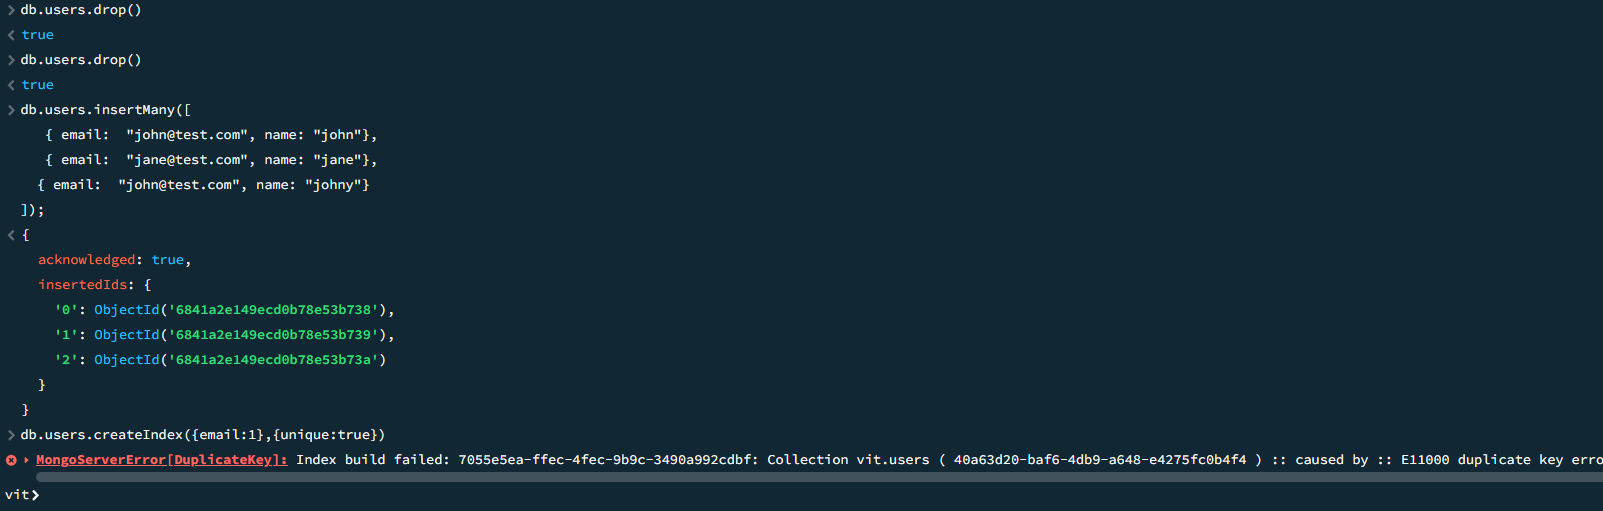 db.users.drop()
true
db.users.drop()
true
db.users.insertMany([
{ email:  "john@test.com", name: "john"},
{ email:  "jane@test.com", name: "jane"},
{ email:  "john@test.com", name: "johny"}
]);
{
acknowledged: true,
insertedIds: {
'0': ObjectId('6841a2e149ecd0b78e53b738'),
'1': ObjectId('6841a2e149ecd0b78e53b739'),
'2': ObjectId('6841a2e149ecd0b78e53b73a')
}
}
db.users.createIndex({email:1},{unique:true})
MongoServerError[DuplicateKey]: Index build failed: 7055e5ea-ffec-4fec-9b9c-3490a992cdbf: Collection vit.users ( 40a63d20-baf6-4db9-a648-e4275fc0b4f4 ) :: caused by :: E11000 duplicate key erro
vit>